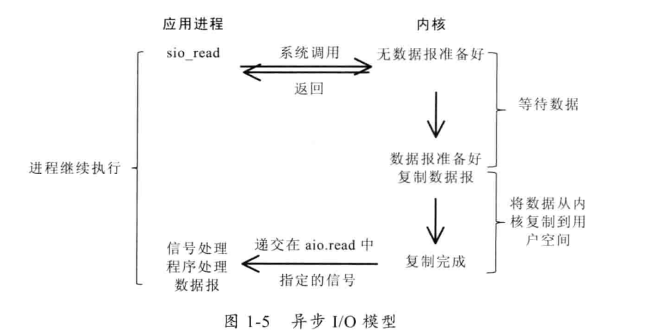 应用进程
内核
sio_read
系统调用
返回
无数据报准备好
等待数据
进程继续执行
数据报准备好
复制数据报
将数据从内
核复制到用
户空间
信号处理
程序处理
数据报
递交在 aio.read 中
指定的信号
复制完成
图 1-5 异步 I/O 模型